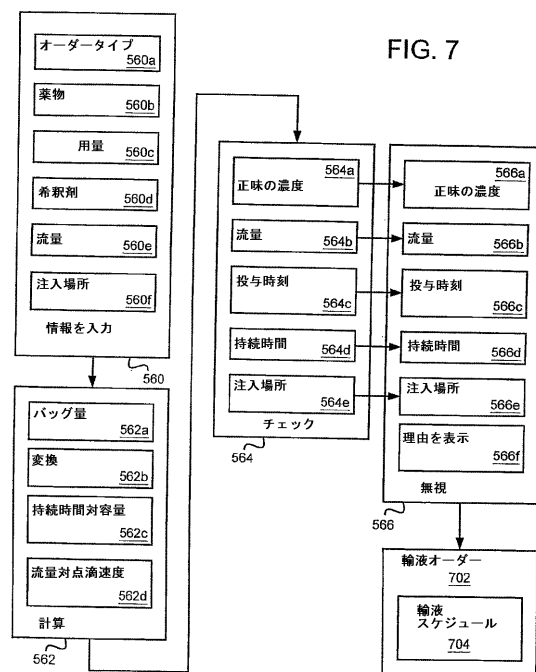 FIG. 7
オーダータイプ
560a
薬物
560b
用量
560c
希釈剤
560d
流量
560e
注入場所
560f
情報を入力
560
バッグ量
562a
変換
562b
持続時間対容量
562c
流量対点滴速度
562d
計算
562
564a
正味の濃度
流量
564b
投与時刻
564c
持続時間
564d
注入場所
564e
チェック
564
566a
正味の濃度
流量
566b
投与時刻
566c
持続時間
566d
注入場所
566e
理由を表示
566f
無視
566
輸液オーダー
702
輸液
スケジュール
704